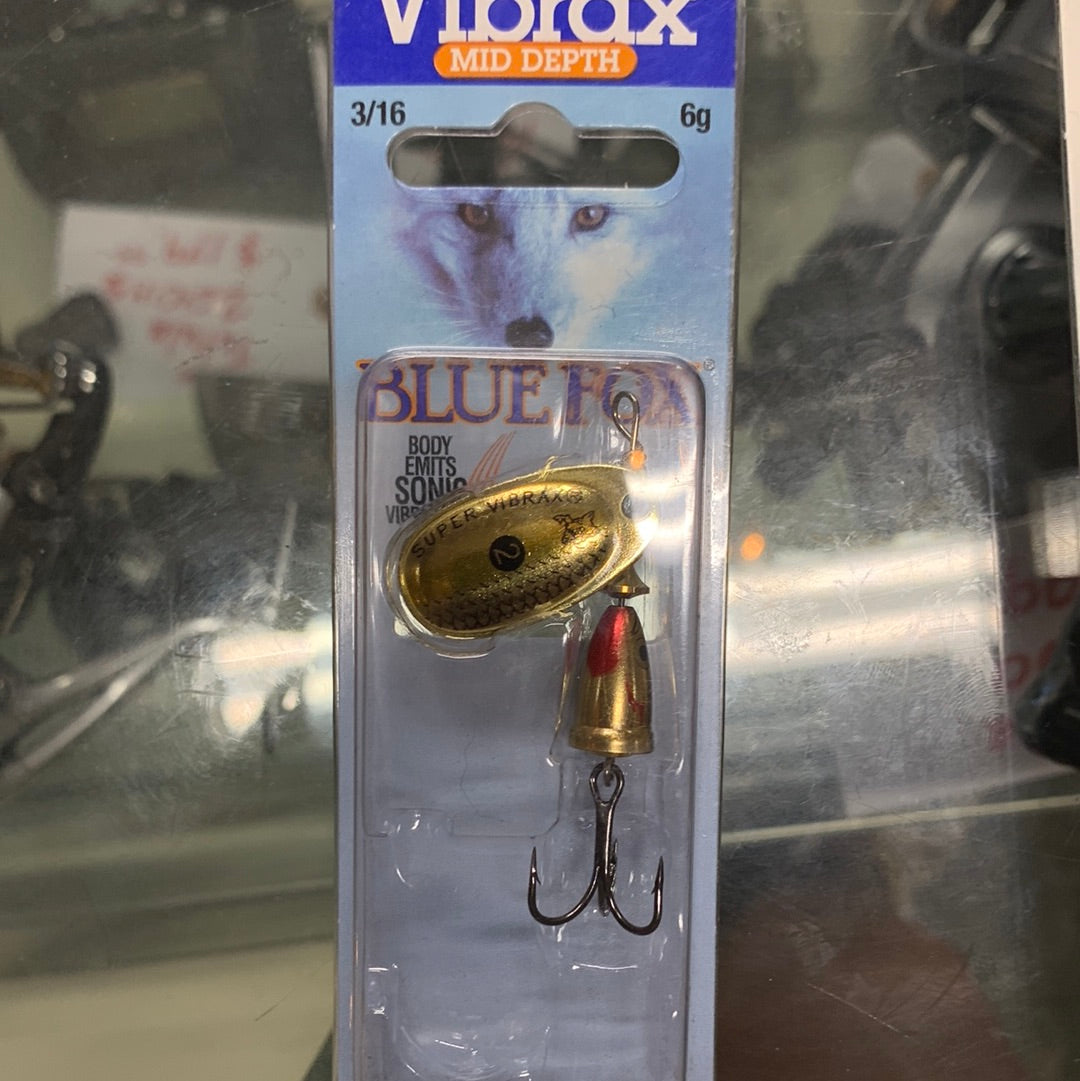 Vibrax
MID DEPTH
3/16
6g
BLUE FOX®
BODY
EMITS
SONIC
SUPER VIBRAX®
2